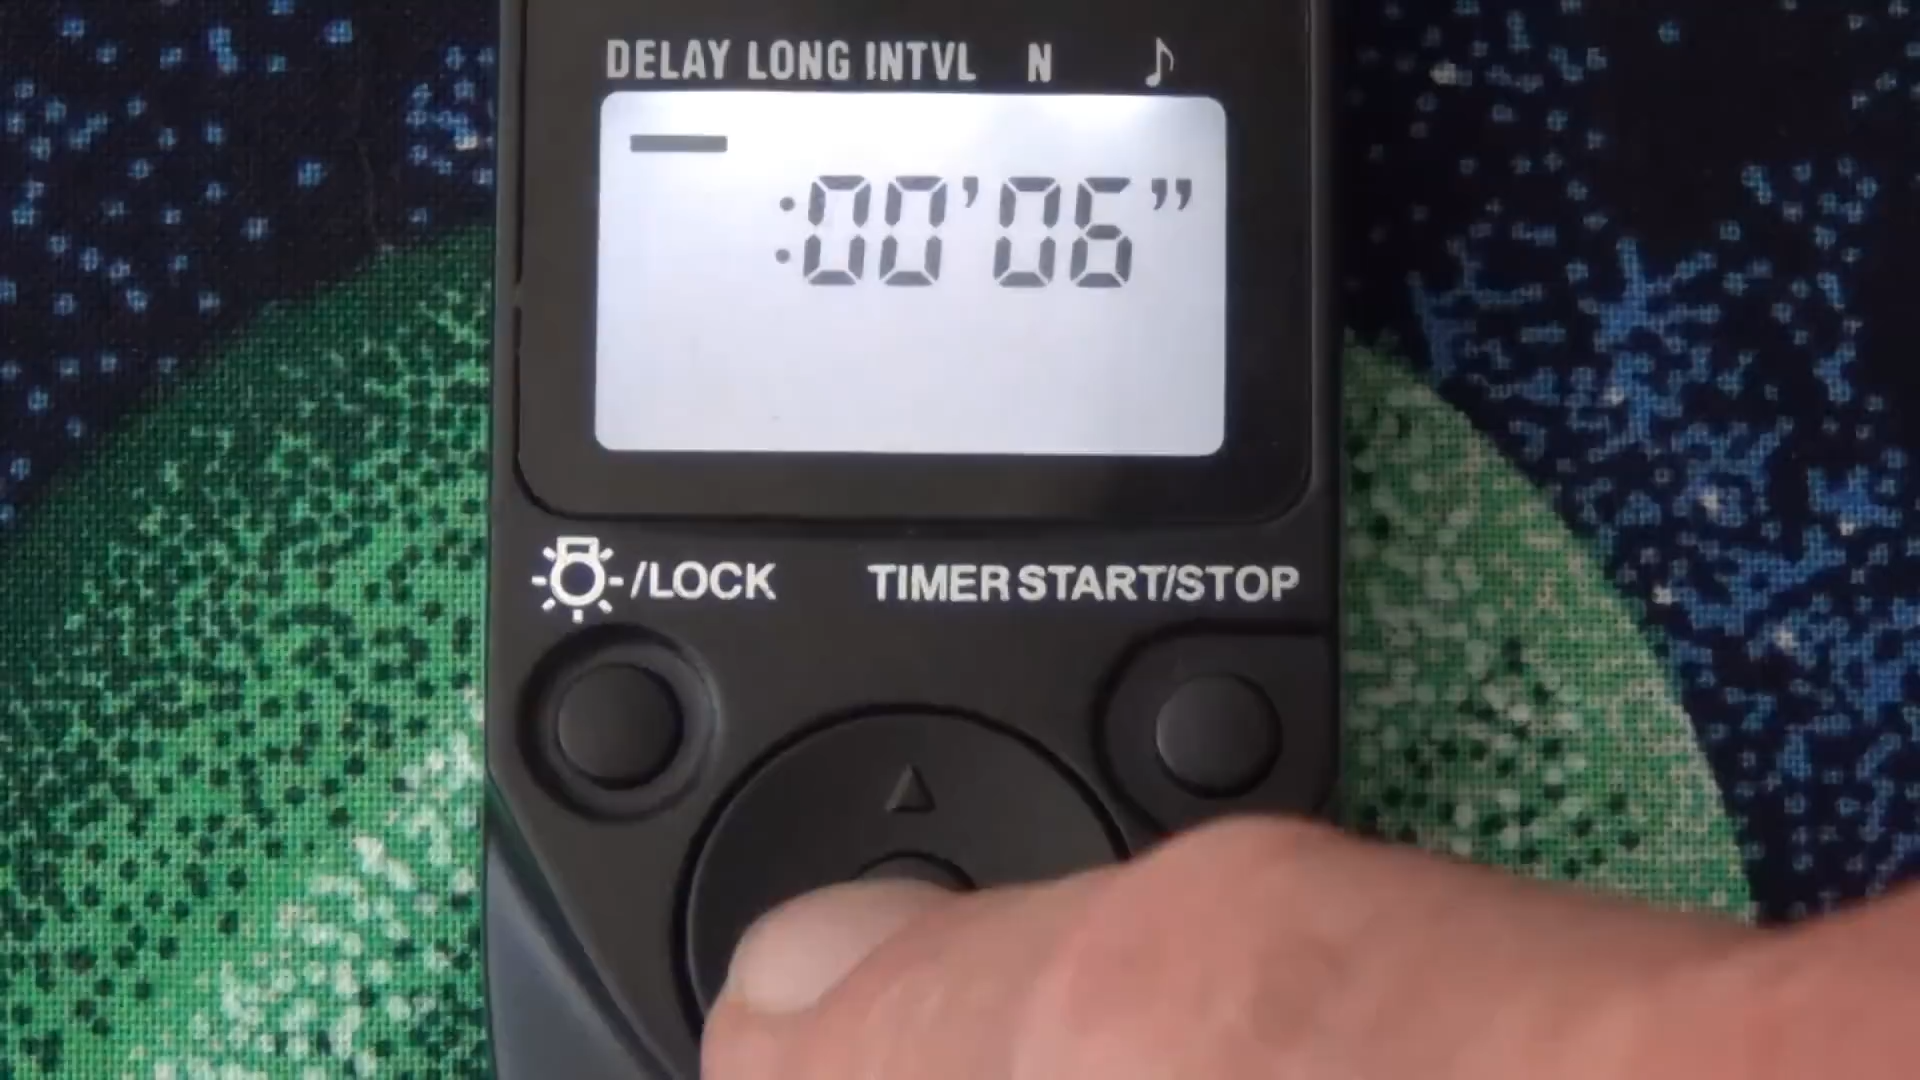 DELAY LONG INTVL N ♪
:00’06”
/LOCK TIMER START/STOP